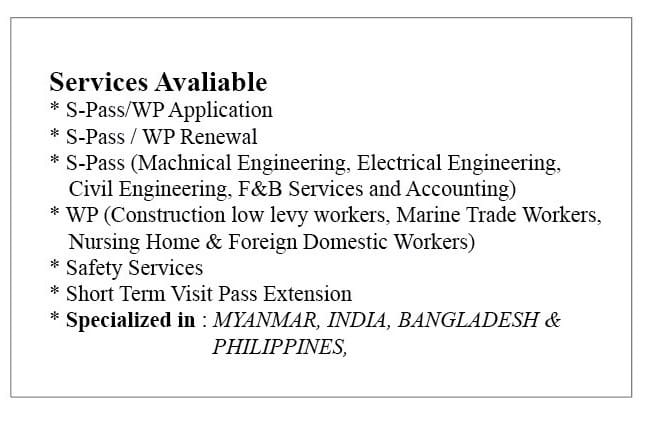 Services Avaliable
* S-Pass/WP Application
* S-Pass / WP Renewal
* S-Pass (Machnical Engineering, Electrical Engineering,
Civil Engineering, F&B Services and Accounting)
* WP (Construction low levy workers, Marine Trade Workers,
Nursing Home & Foreign Domestic Workers)
* Safety Services
* Short Term Visit Pass Extension
* Specialized in : MYANMAR, INDIA, BANGLADESH &
PHILIPPINES,